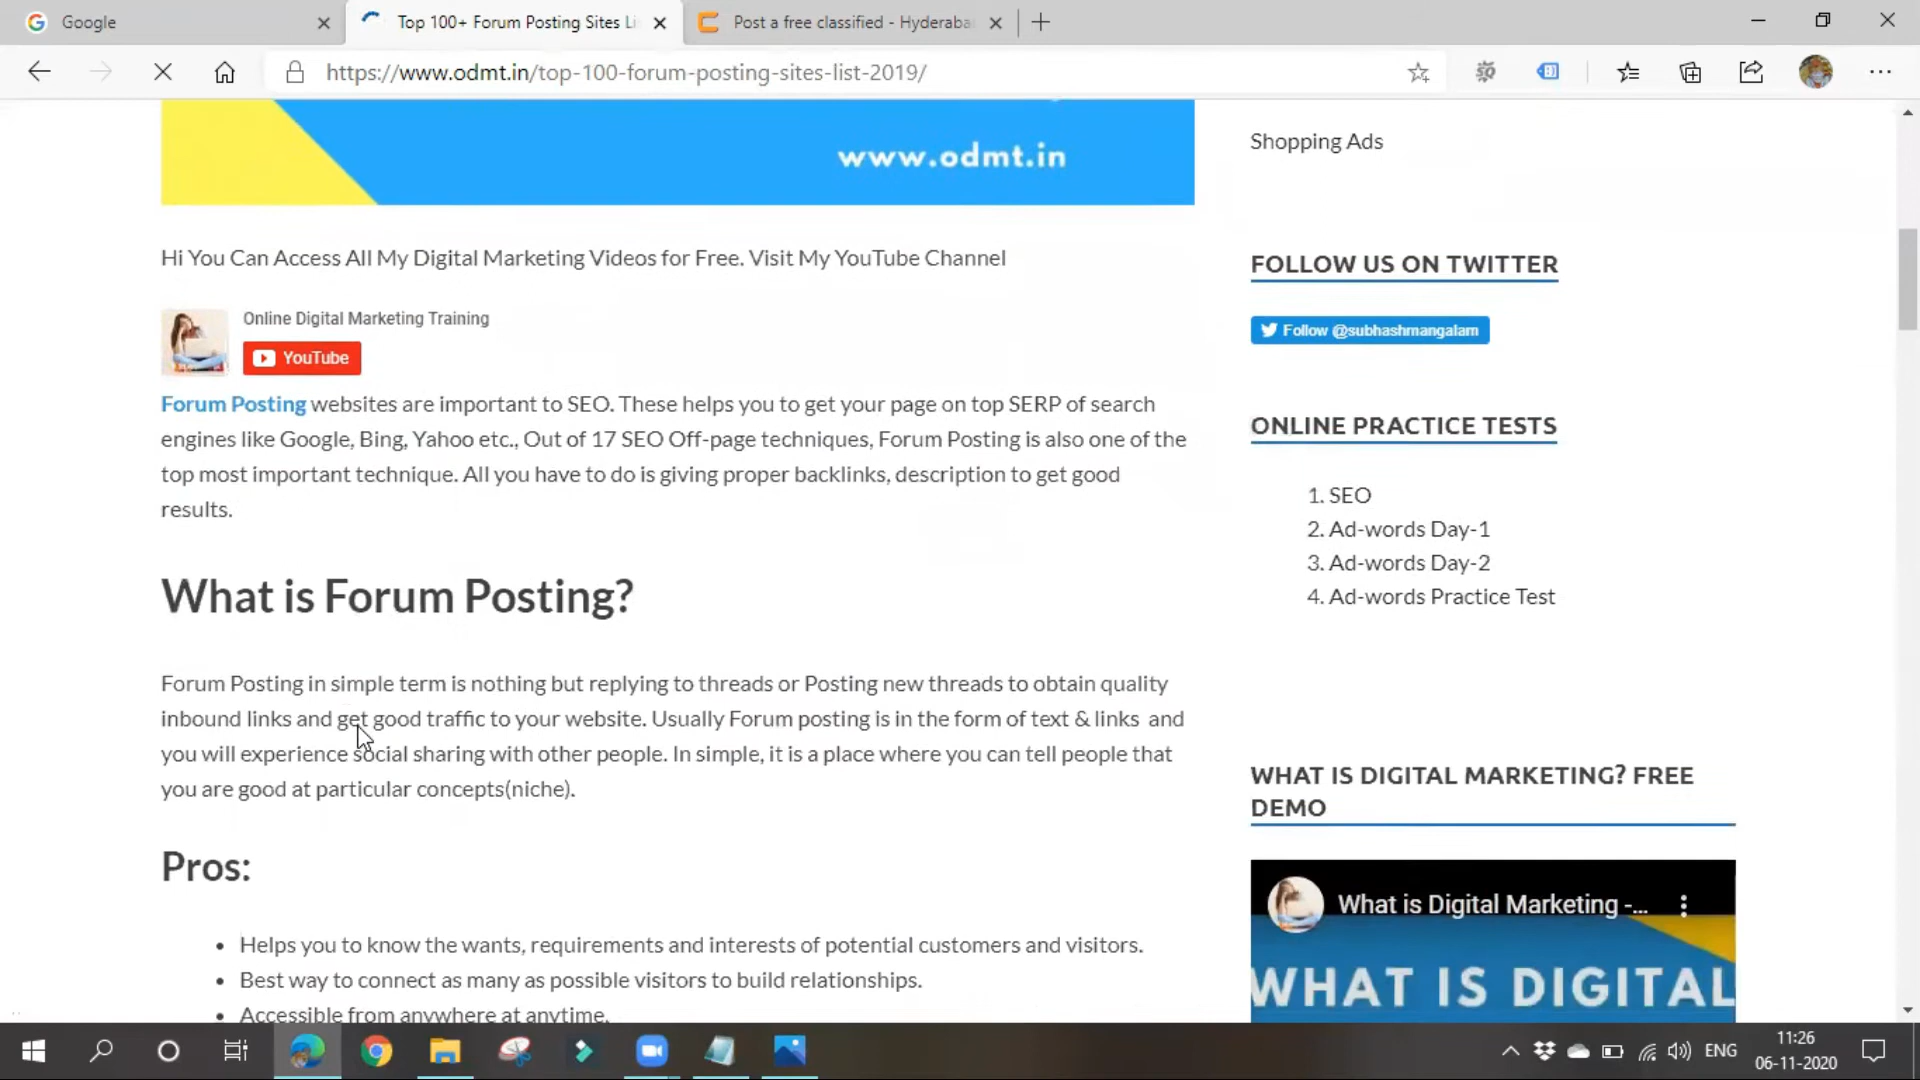 Google
Top 100+ Forum Posting Sites Li
Post a free classified - Hyderaba
https://www.odmt.in/top-100-forum-posting-sites-list-2019/
www.odmt.in
Hi You Can Access All My Digital Marketing Videos for Free. Visit My YouTube Channel
Online Digital Marketing Training
YouTube
Forum Posting websites are important to SEO. These helps you to get your page on top SERP of search
engines like Google, Bing, Yahoo etc., Out of 17 SEO Off-page techniques, Forum Posting is also one of the
top most important technique. All you have to do is giving proper backlinks, description to get good
results.
What is Forum Posting?
Forum Posting in simple term is nothing but replying to threads or Posting new threads to obtain quality
inbound links and get good traffic to your website. Usually Forum posting is in the form of text & links and
you will experience social sharing with other people. In simple, it is a place where you can tell people that
you are good at particular concepts(niche).
Pros:
• Helps you to know the wants, requirements and interests of potential customers and visitors.
• Best way to connect as many as possible visitors to build relationships.
• Accessible from anywhere at anytime.
Shopping Ads
FOLLOW US ON TWITTER
Follow @subhashmangalam
ONLINE PRACTICE TESTS
1. SEO
2. Ad-words Day-1
3. Ad-words Day-2
4. Ad-words Practice Test
WHAT IS DIGITAL MARKETING? FREE
DEMO
What is Digital Marketing -...
WHAT IS DIGITAL
ENG
11:26
06-11-2020